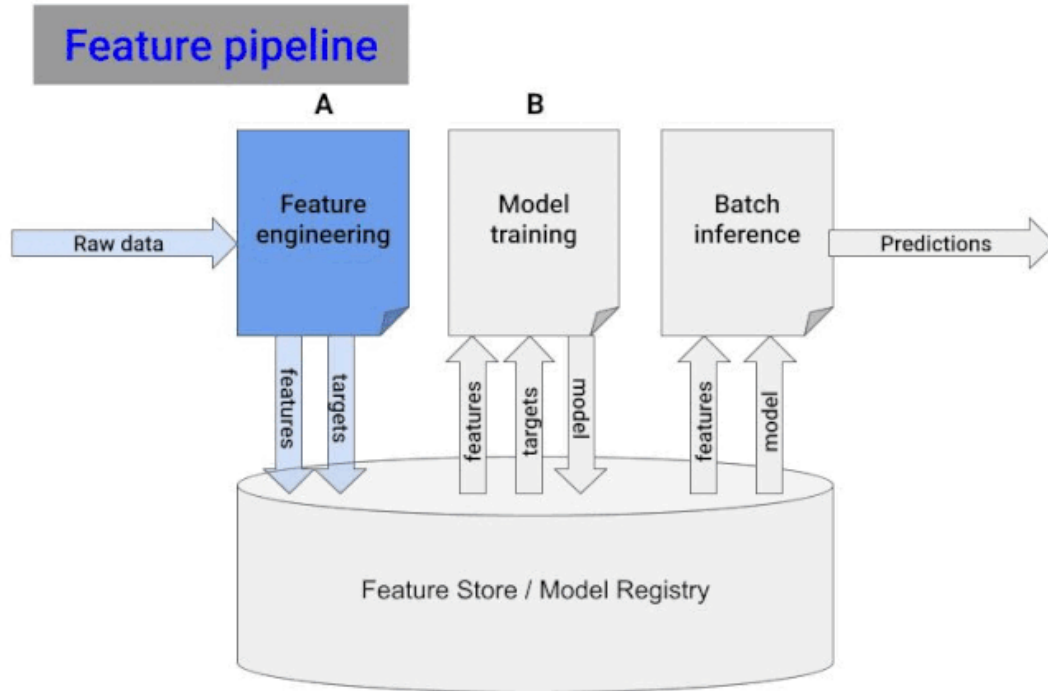 Feature pipeline
A
B
Feature
engineering
Model
training
Batch
inference
Raw data
Predictions
features
targets
features
targets
model
features
model
Feature Store / Model Registry